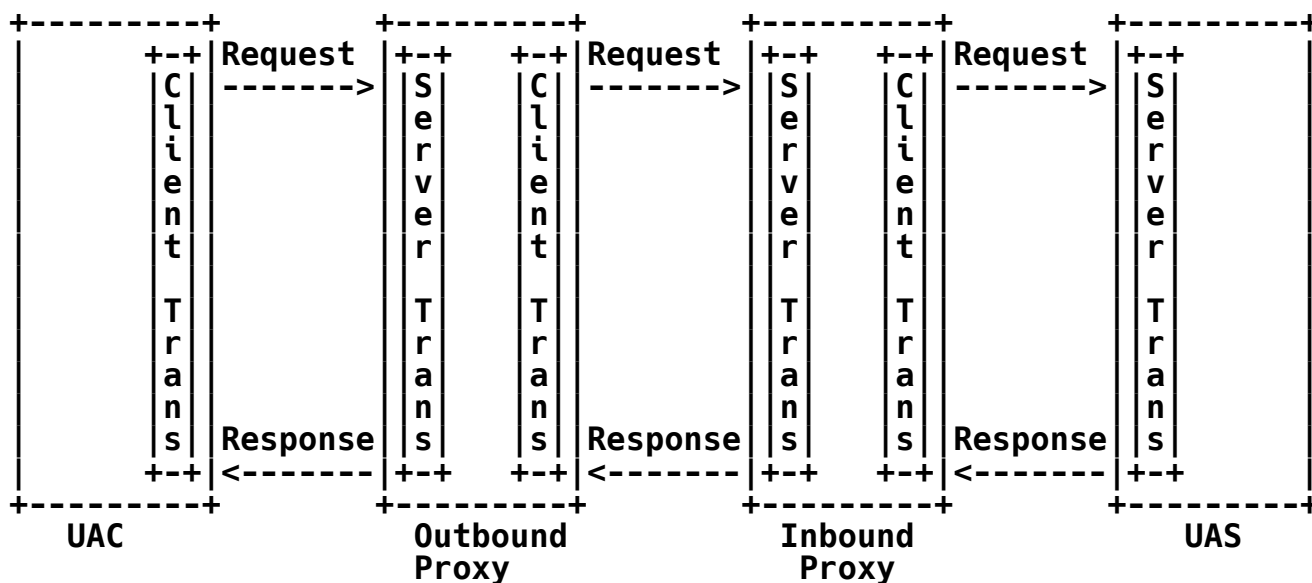 Request
Request
Request
Client Trans
Server Trans
Client Trans
Server Trans
Client Trans
Server Trans
Response
Response
Response
UAC
Outbound
Proxy
Inbound
Proxy
UAS